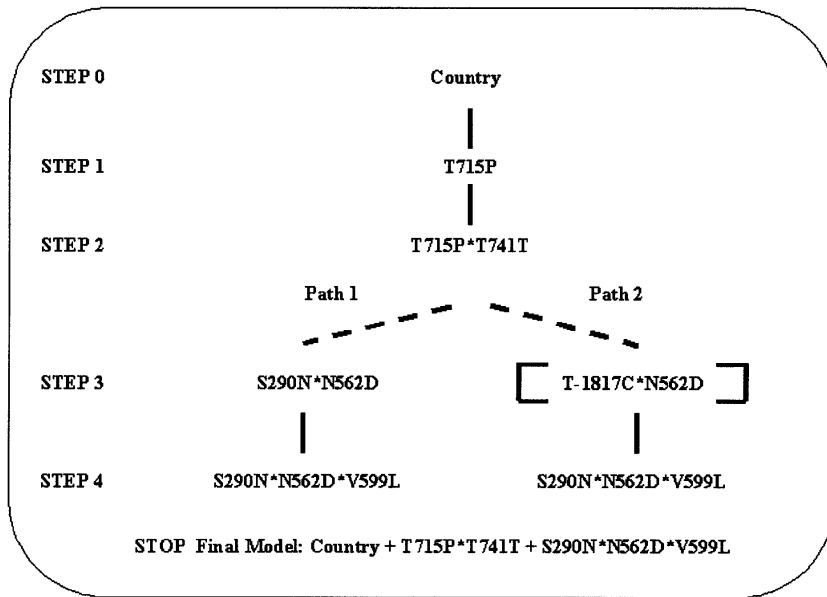 STEP 0 Country
STEP 1 T715P
STEP 2 T715P*T741T
Path 1 Path 2
STEP 3 S290N*N562D T-1817C*N562D
STEP 4 S290N*N562D*V599L S290N*N562D*V599L
STOP Final Model: Country + T715P*T741T + S290N*N562D*V599L